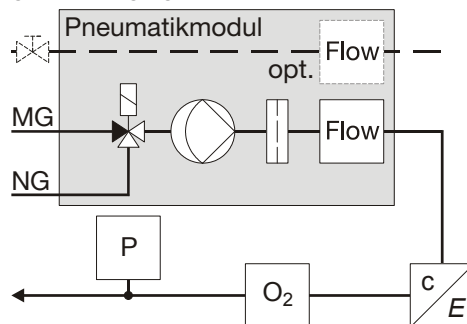 Pneumatikmodul
Flow
opt.
MG
Flow
NG
P
O₂
c
E